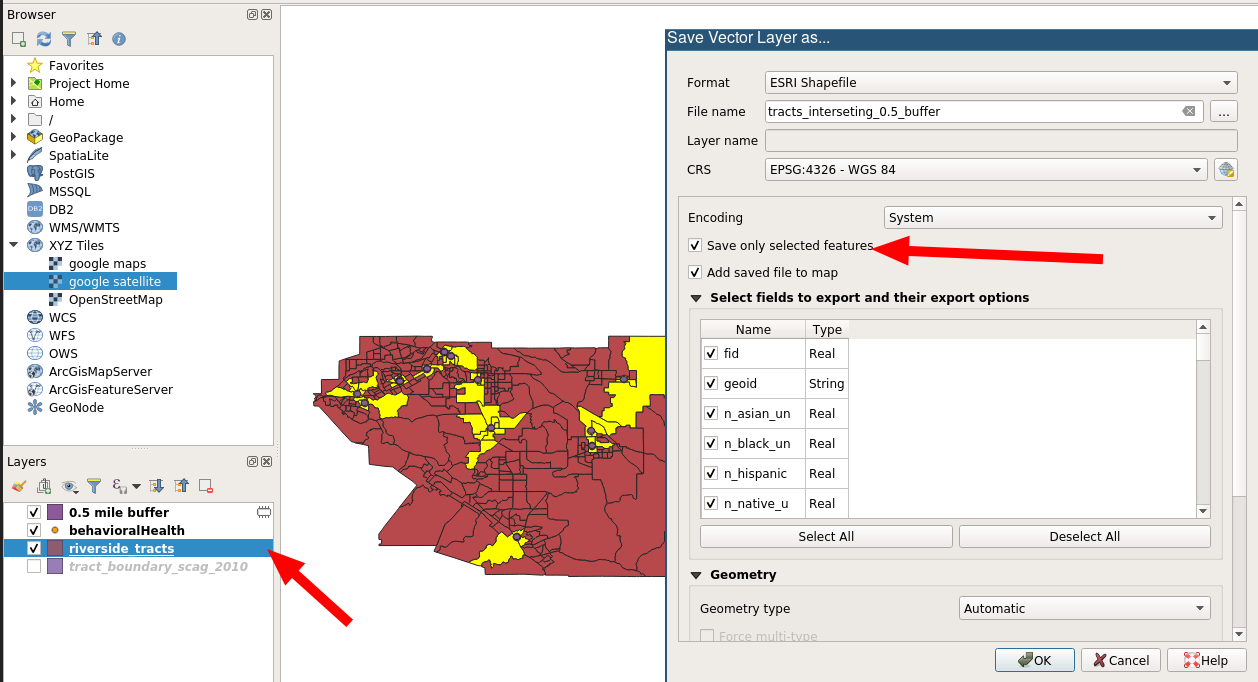 Browser
Favorites
Project Home
Home
/
GeoPackage
SpatiaLite
PostGIS
MSSQL
DB2 DB2
WMS/WMTS
XYZ Tiles
google maps
google satellite
OpenStreetMap
WCS
WFS
OWS
ArcGisMapServer
ArcGisFeatureServer
GeoNode
Layers
0.5 mile buffer
behavioralHealth
riverside_tracts
tract_boundary_scag_2010
Save Vector Layer as...
Format ESRI Shapefile
File name tracts_interseting_0.5_buffer ...
Layer name
CRS EPSG:4326 - WGS 84
Encoding System
Save only selected features
Add saved file to map
Select fields to export and their export options
Name Type
fid Real
geoid String
n_asian_un Real
n_black_un Real
n_hispanic Real
n_native_u Real
Select All Deselect All
Geometry
Geometry type Automatic
Force multi-type
OK Cancel Help